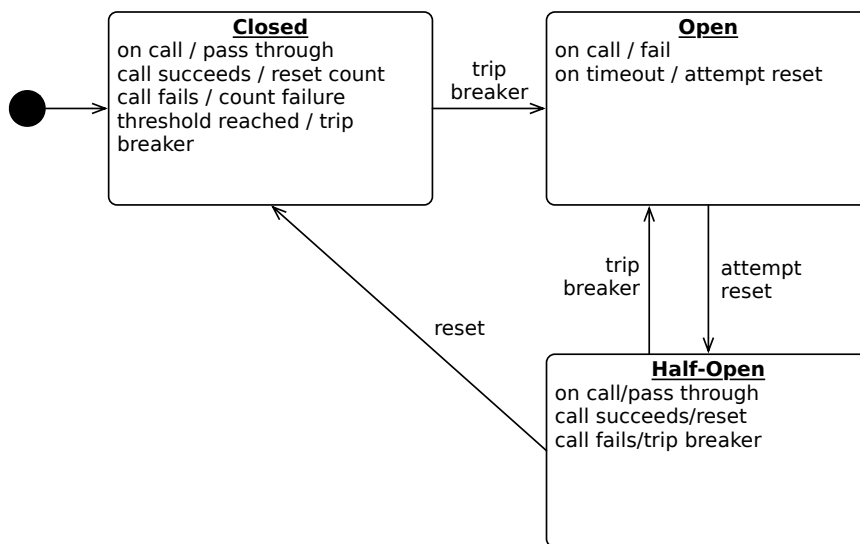 Closed
on call / pass through
call succeeds / reset count
call fails / count failure
threshold reached / trip
breaker
trip
breaker
Open
on call / fail
on timeout / attempt reset
trip
breaker
attempt
reset
reset
Half-Open
on call/pass through
call succeeds/reset
call fails/trip breaker